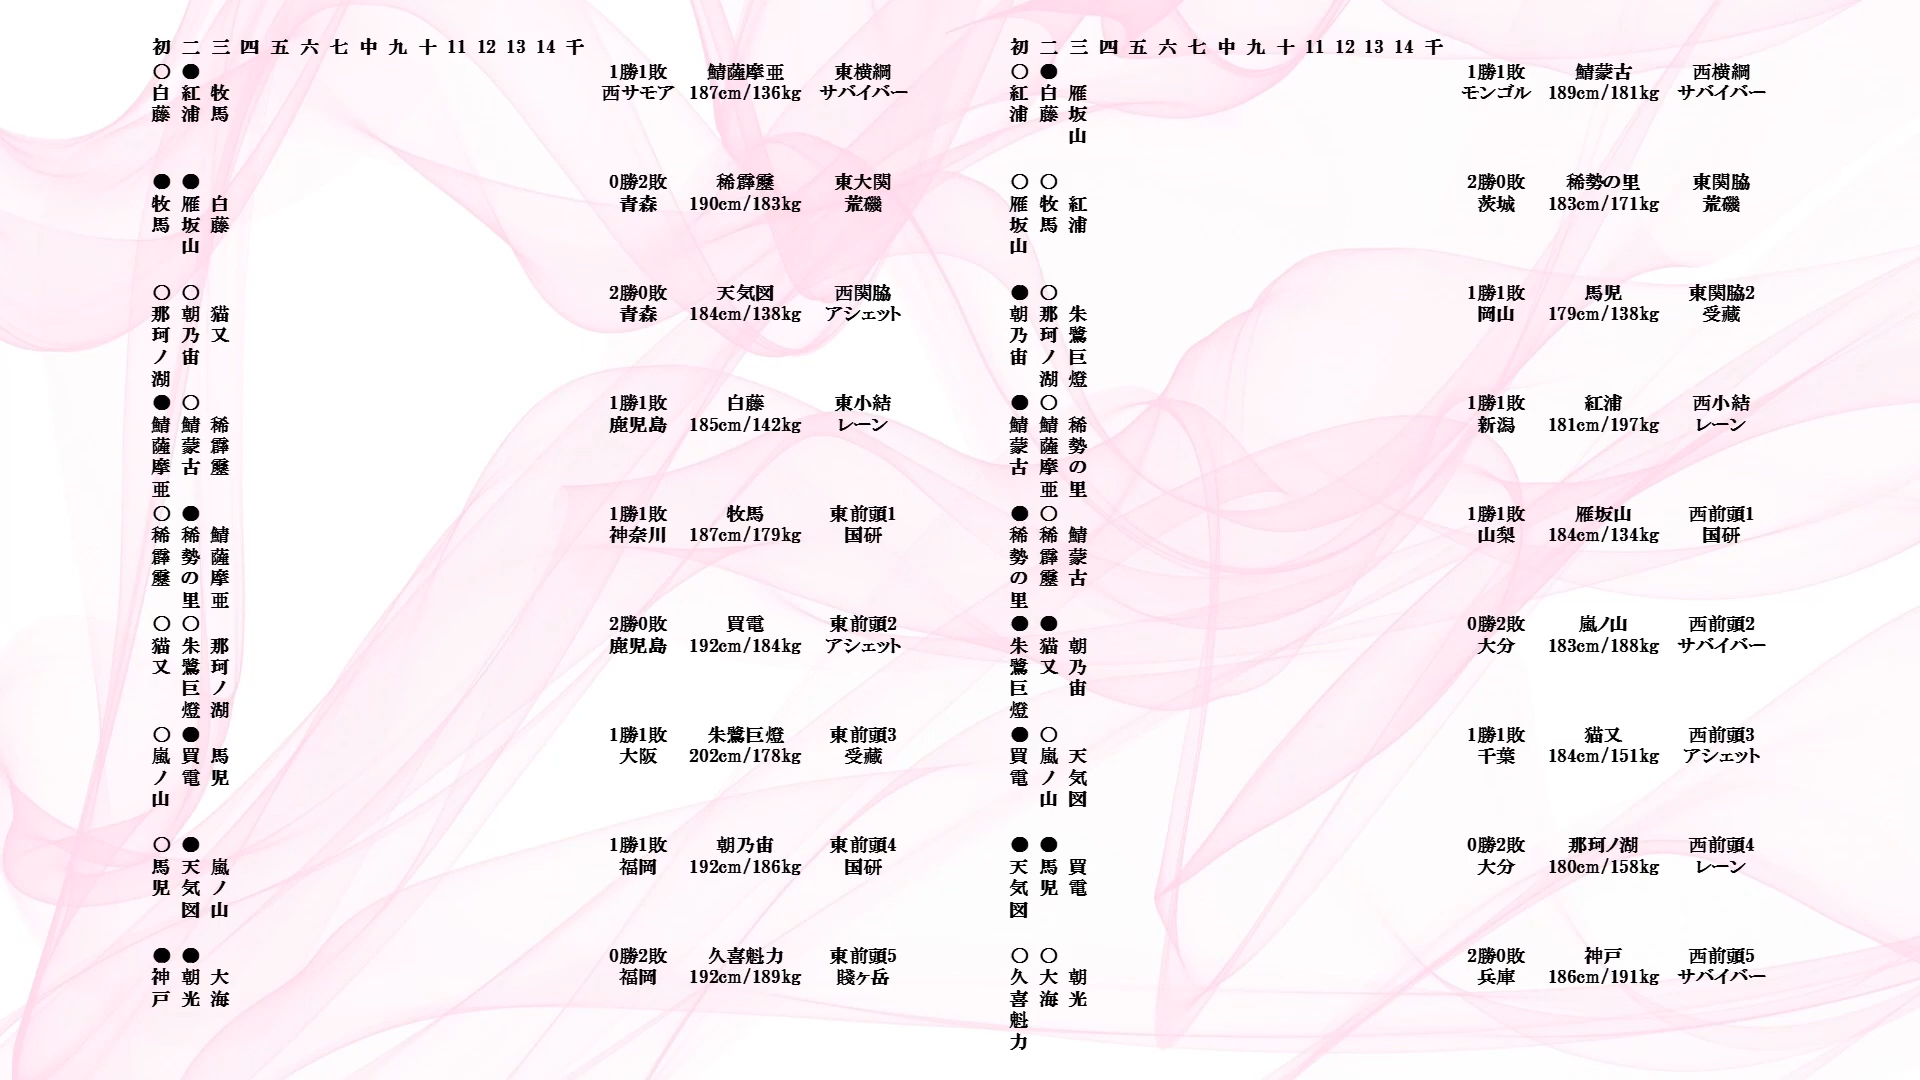 初 二 三 四 五 六 七 中 九 十 11 12 13 14 千
○ ● 1勝1敗 鯖薩摩亜 東横綱
白藤 紅浦 牧馬 西サモア 187cm/136kg サバイバー
● ● 0勝2敗 稀霹靂 東大関
牧馬 雁坂山 白藤 青森 190cm/183kg 荒磯
○ ○ 2勝0敗 天気図 西関脇
那珂ノ湖 朝乃宙 猫又 青森 184cm/138kg アシェット
● ○ 1勝1敗 白藤 東小結
鯖薩摩亜 鯖蒙古 稀霹靂 鹿児島 185cm/142kg レーン
○ ● 1勝1敗 牧馬 東前頭1
稀霹靂 稀勢の里 鯖薩摩亜 神奈川 187cm/179kg 国研
○ ○ 2勝0敗 買電 東前頭2
猫又 朱鷺巨燈 那珂ノ湖 鹿児島 192cm/184kg アシェット
○ ● 1勝1敗 朱鷺巨燈 東前頭3
嵐ノ山 買電 馬児 大阪 202cm/178kg 受蔵
○ ● 1勝1敗 朝乃宙 東前頭4
馬児 天気図 嵐ノ山 福岡 192cm/186kg 国研
● ● 0勝2敗 久喜魁力 東前頭5
神戸 朝光 大海 福岡 192cm/189kg 賤ヶ岳
初 二 三 四 五 六 七 中 九 十 11 12 13 14 千
○ ● 1勝1敗 鯖蒙古 西横綱
紅浦 白藤 雁坂山 モンゴル 189cm/181kg サバイバー
○ ○ 2勝0敗 稀勢の里 東関脇
雁坂山 牧馬 紅浦 茨城 183cm/171kg 荒磯
● ○ 1勝1敗 馬児 東関脇2
朝乃宙 那珂ノ湖 朱鷺巨燈 岡山 179cm/138kg 受蔵
● ○ 1勝1敗 紅浦 西小結
鯖蒙古 鯖薩摩亜 稀勢の里 新潟 181cm/197kg レーン
● ○ 1勝1敗 雁坂山 西前頭1
稀勢の里 稀霹靂 鯖蒙古 山梨 184cm/134kg 国研
● ● 0勝2敗 嵐ノ山 西前頭2
朱鷺巨燈 猫又 朝乃宙 大分 183cm/188kg サバイバー
● ○ 1勝1敗 猫又 西前頭3
買電 嵐ノ山 天気図 千葉 184cm/151kg アシェット
● ● 0勝2敗 那珂ノ湖 西前頭4
天気図 馬児 買電 大分 180cm/158kg レーン
○ ○ 2勝0敗 神戸 西前頭5
久喜魁力 大海 朝光 兵庫 186cm/191kg サバイバー